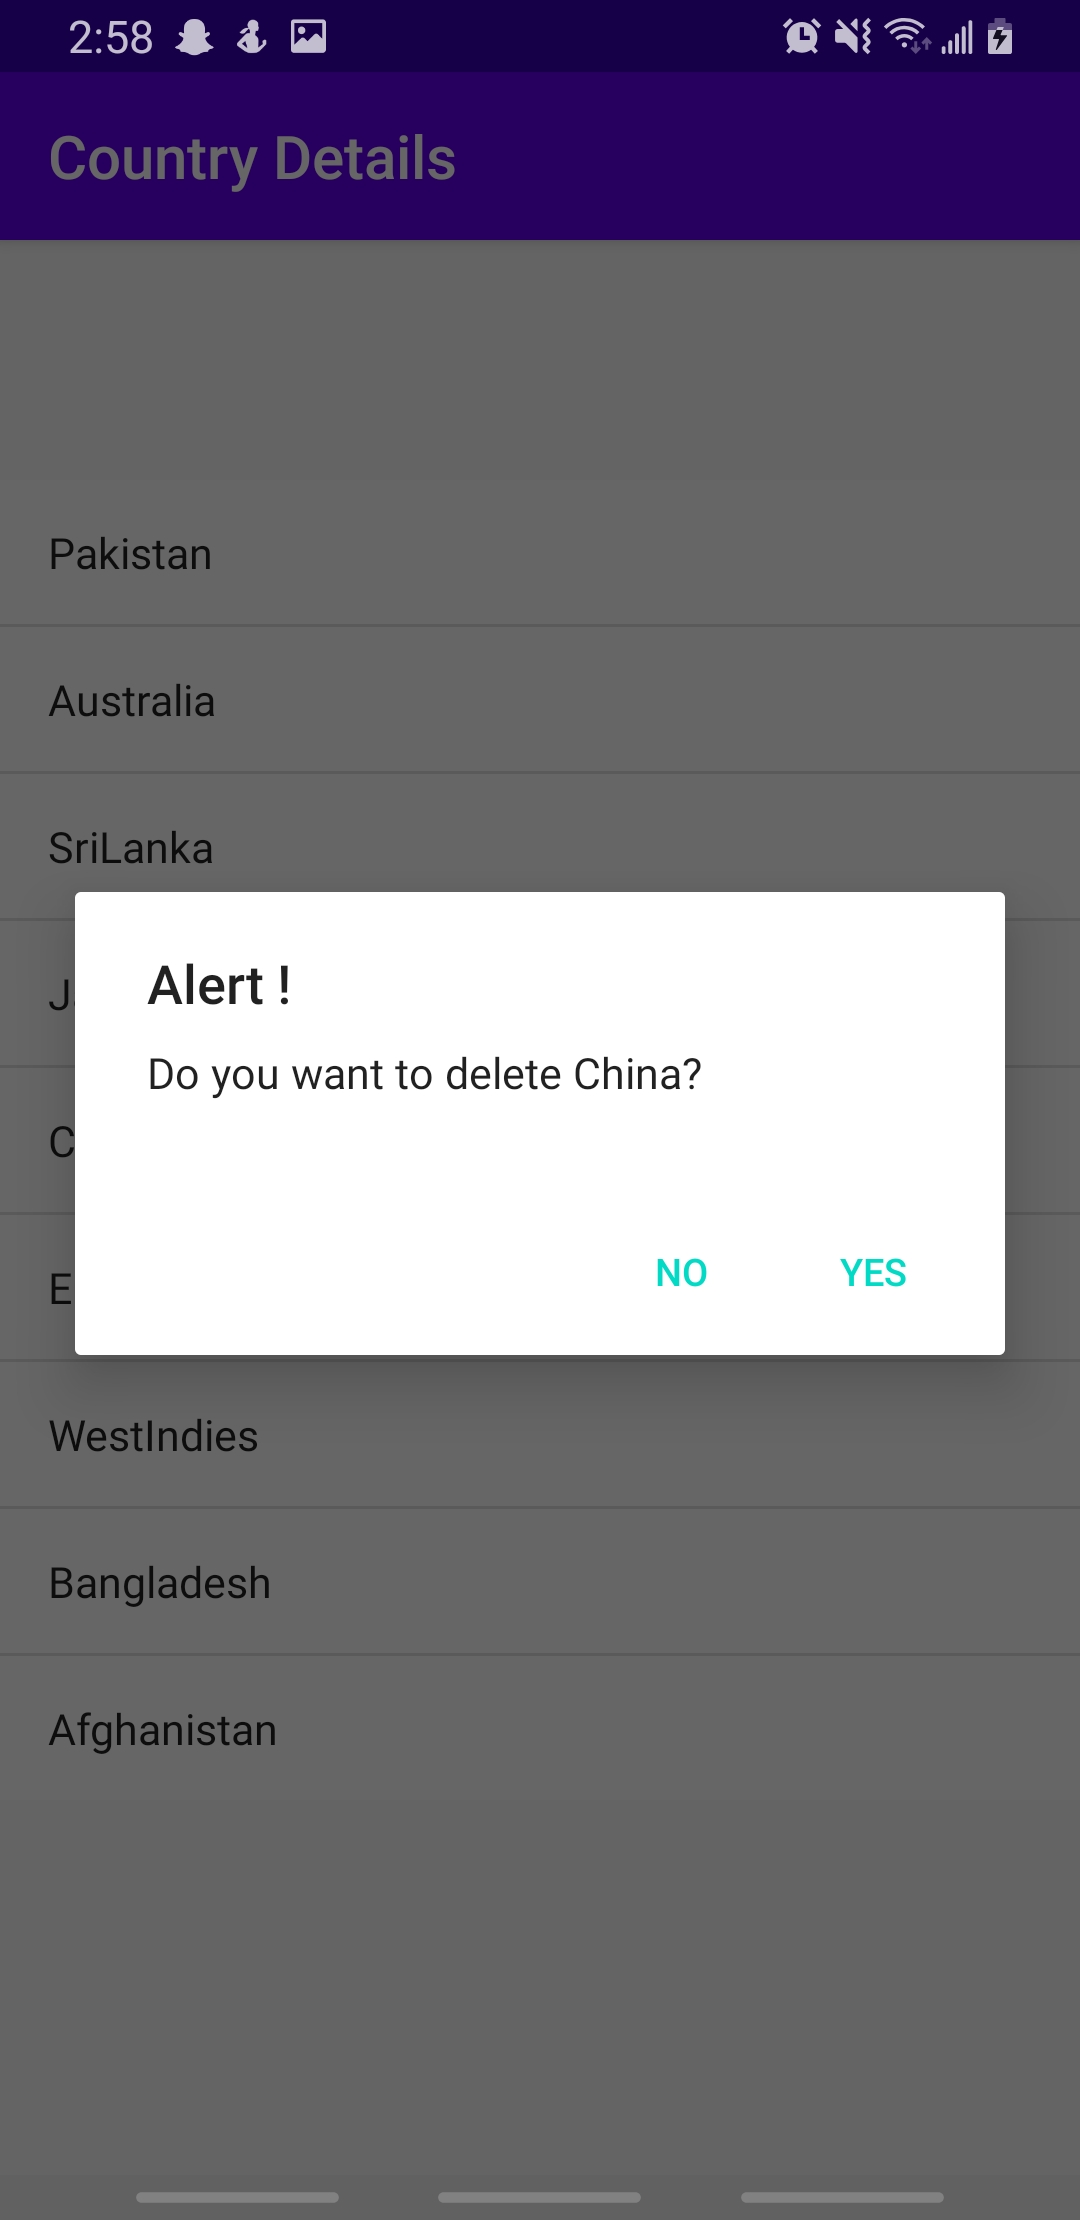 2:58
Country Details
Pakistan
Australia
SriLanka
Alert !
Do you want to delete China?
NO YES
WestIndies
Bangladesh
Afghanistan